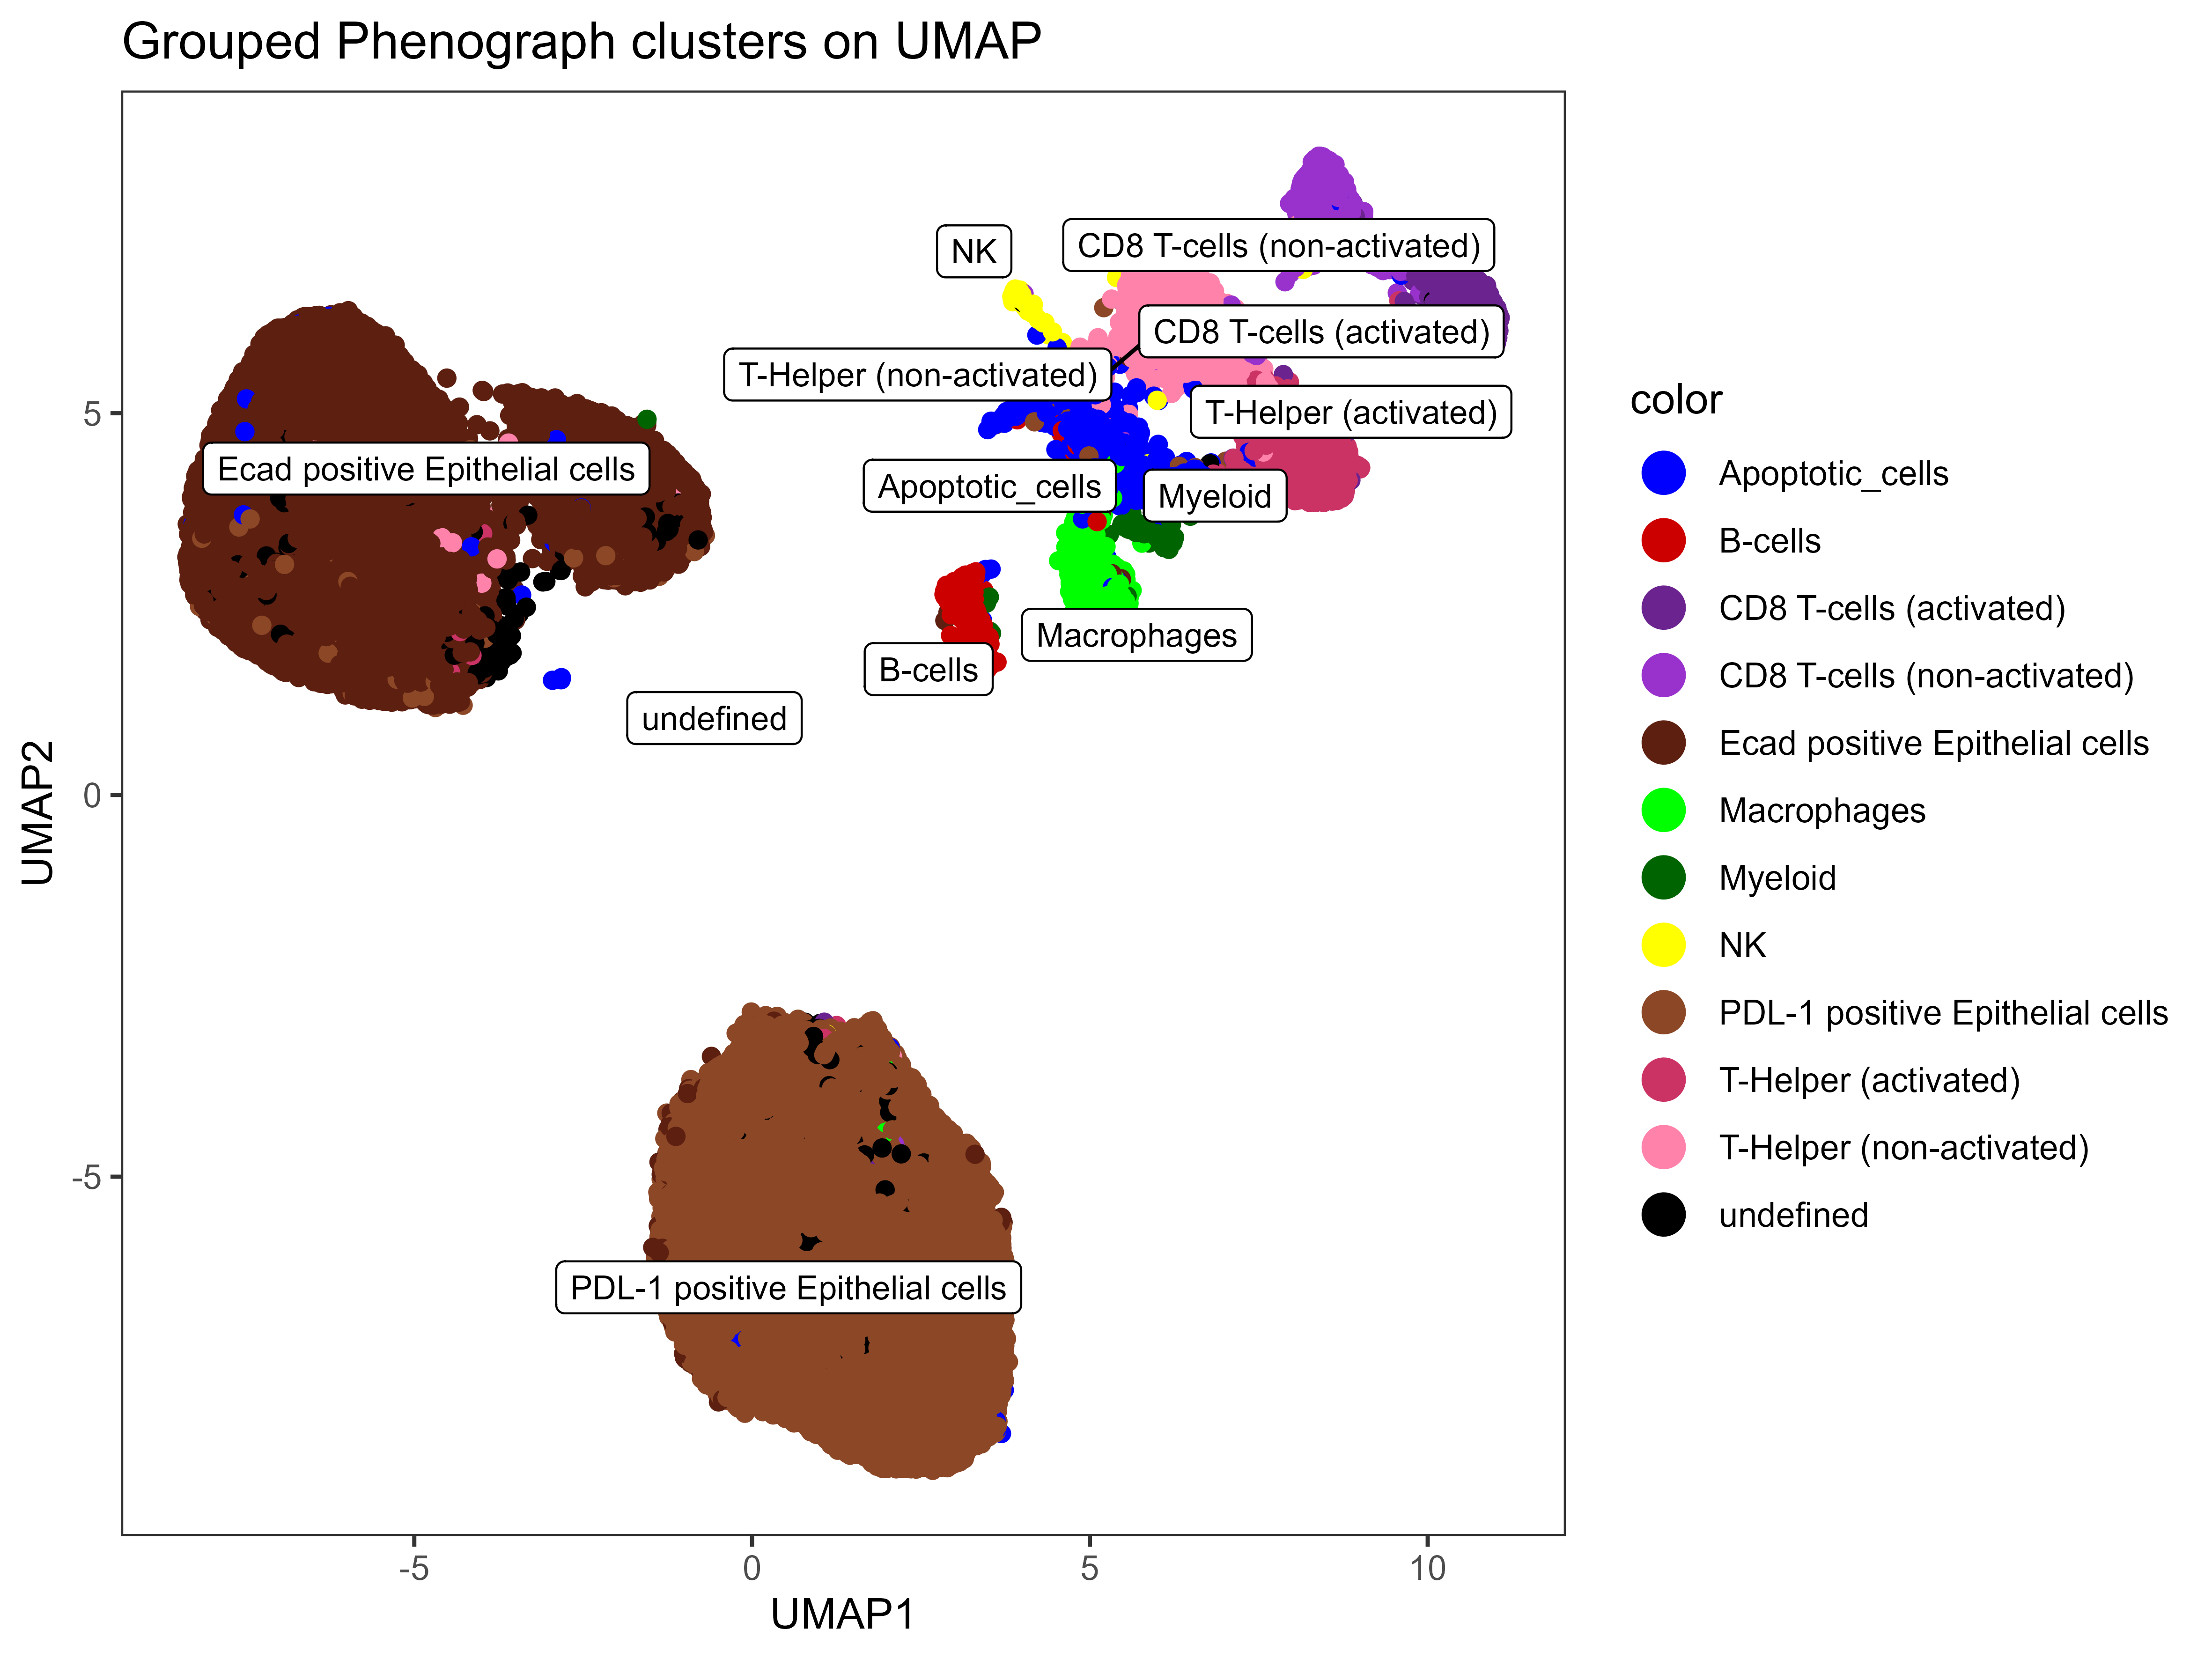 Grouped Phenograph clusters on UMAP
NK
CD8 T-cells (non-activated)
CD8 T-cells (activated)
T-Helper (non-activated)
T-Helper (activated)
Ecad positive Epithelial cells
Apoptotic_cells
Myeloid
Macrophages
B-cells
undefined
PDL-1 positive Epithelial cells
5
0
-5
UMAP2
-5
0
5
10
UMAP1
color
Apoptotic_cells
B-cells
CD8 T-cells (activated)
CD8 T-cells (non-activated)
Ecad positive Epithelial cells
Macrophages
Myeloid
NK
PDL-1 positive Epithelial cells
T-Helper (activated)
T-Helper (non-activated)
undefined